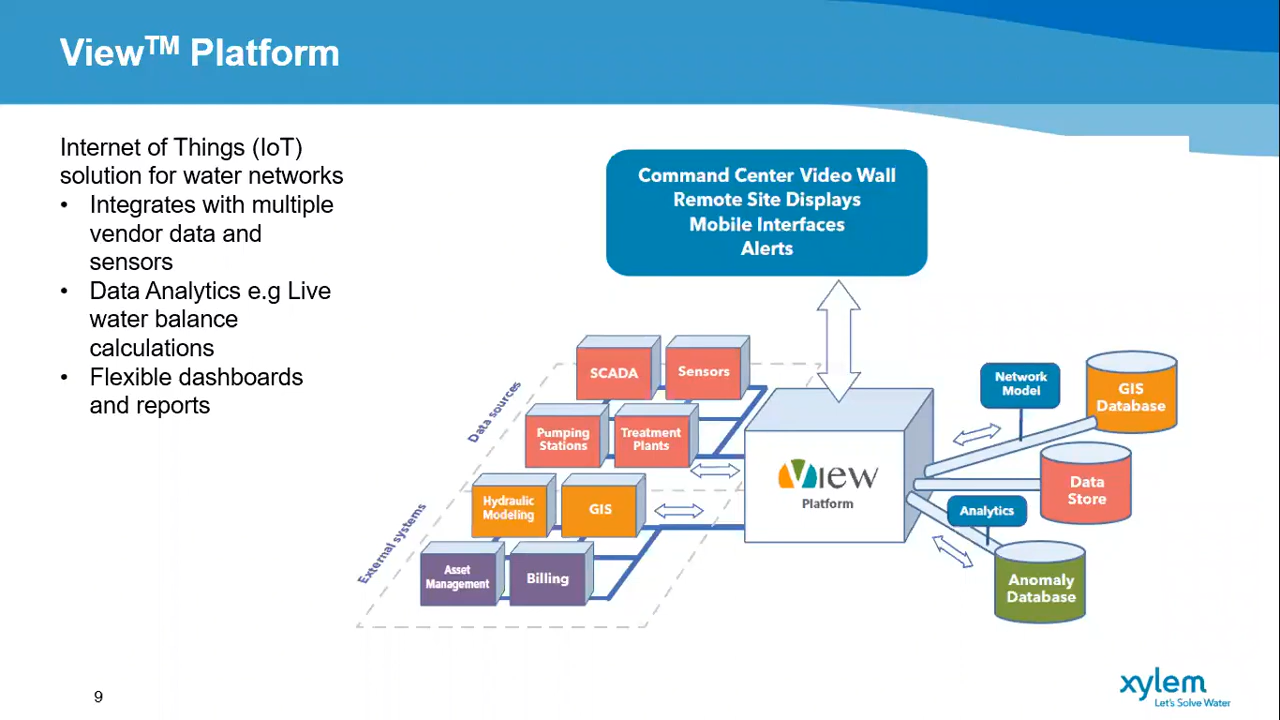 View™ Platform
Internet of Things (IoT)
solution for water networks
• Integrates with multiple
vendor data and
sensors
• Data Analytics e.g Live
water balance
calculations
• Flexible dashboards
and reports
Command Center Video Wall
Remote Site Displays
Mobile Interfaces
Alerts
Data sources
SCADA
Sensors
Pumping
Stations
Treatment
Plants
External systems
Hydraulic
Modeling
GIS
Asset
Management
Billing
View
Platform
Network
Model
GIS
Database
Data
Store
Analytics
Anomaly
Database
9
xylem
Let's Solve Water